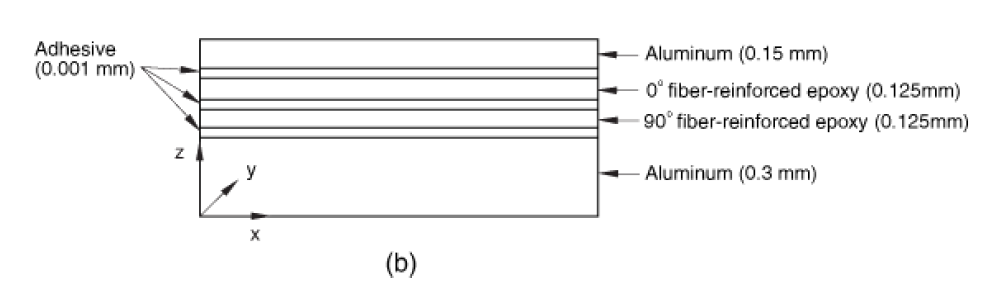 Adhesive
(0.001 mm)
Aluminum (0.15 mm)
0° fiber-reinforced epoxy (0.125mm)
90° fiber-reinforced epoxy (0.125mm)
Aluminum (0.3 mm)
z
y
x
(b)